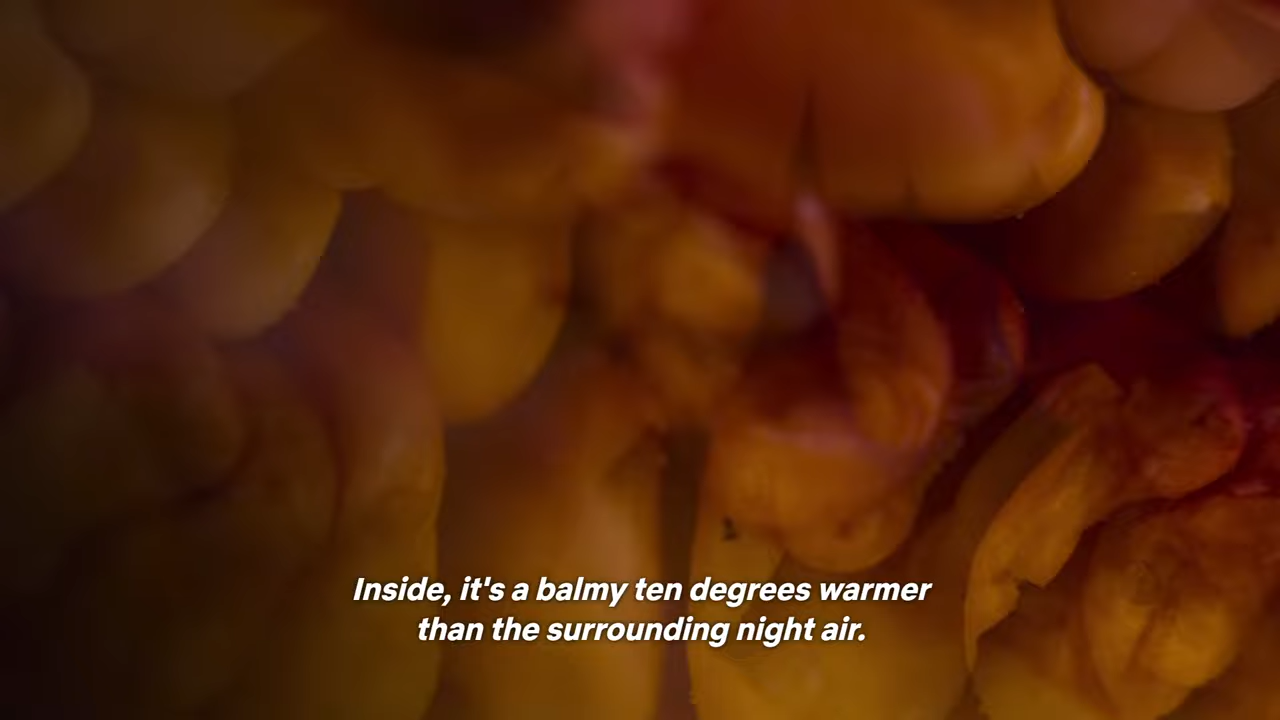 Inside, it's a balmy ten degrees warmer
than the surrounding night air.